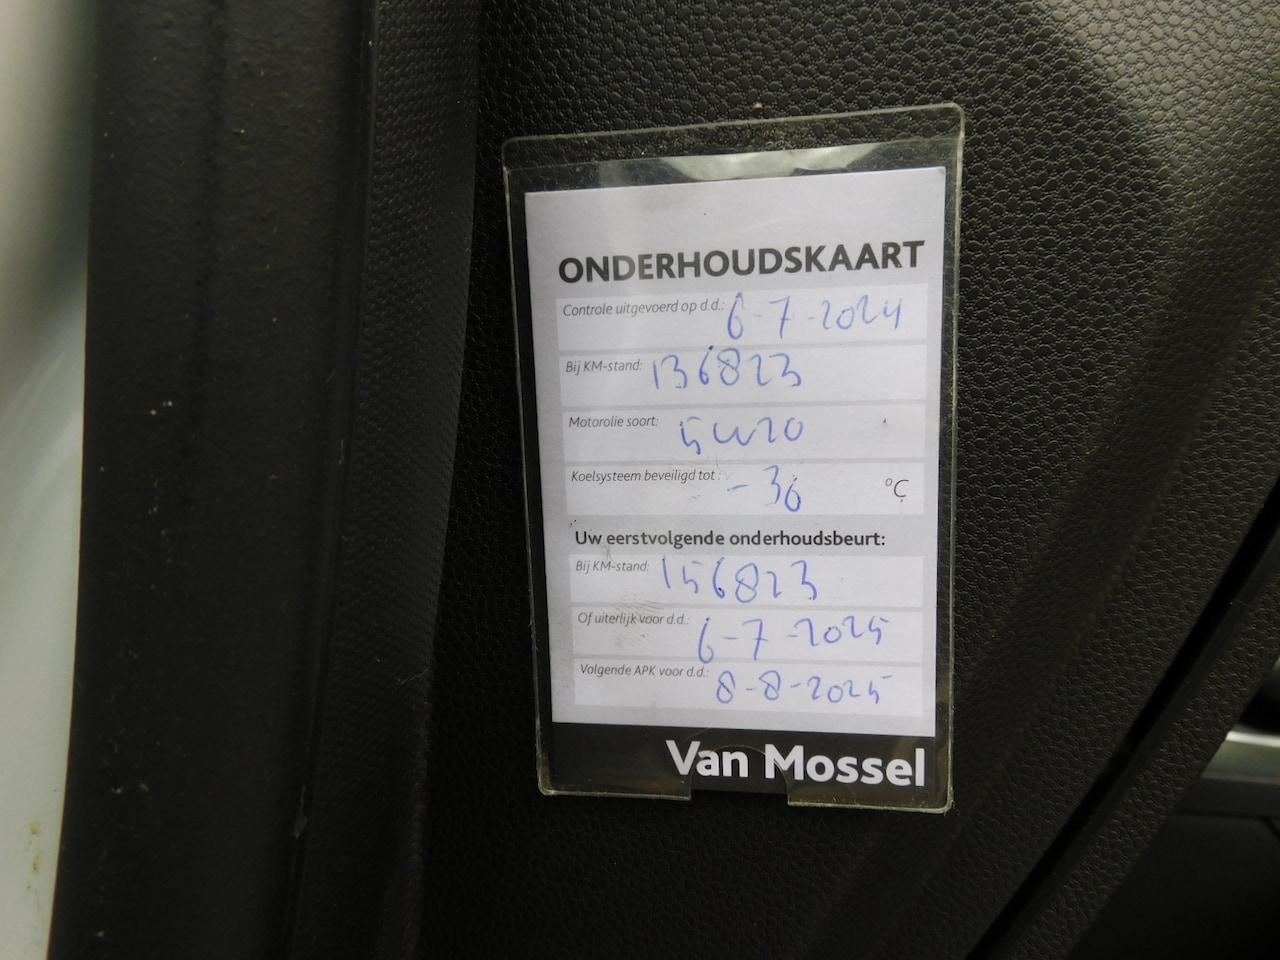 ONDERHOUDSKAART
Controle uitgevoerd op d.d.: 6-7-2024
Bij KM-stand: 136823
Motorolie soort: 5W20
Koelsysteem beveiligd tot: -36 °C
Uw eerstvolgende onderhoudsbeurt:
Bij KM-stand: 156823
Of uiterlijk voor d.d.: 6-7-2025
Volgende APK voor d.d.: 8-8-2025
Van Mossel